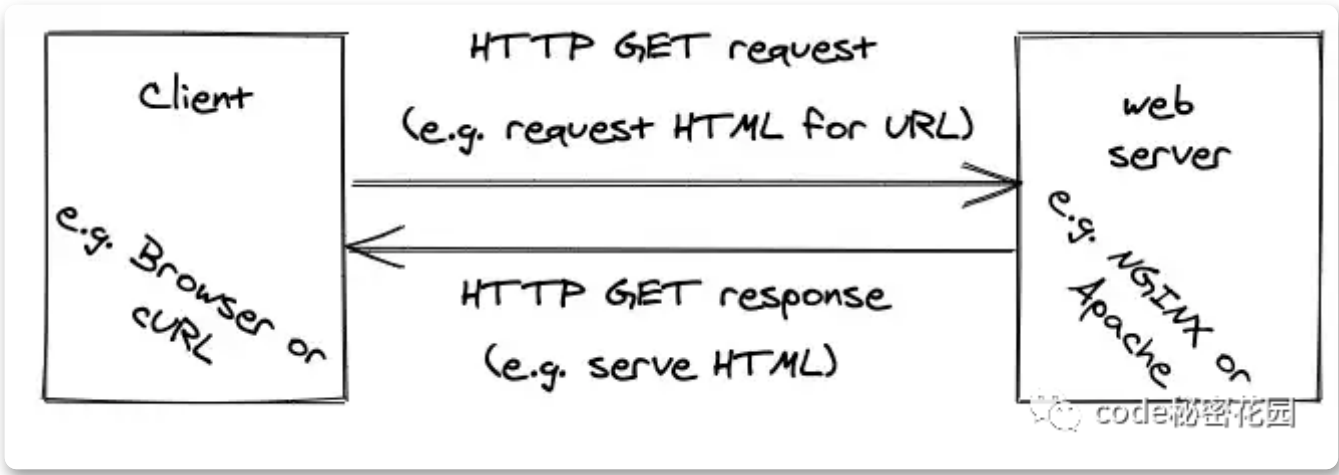 HTTP GET request
(e.g. request HTML for URL)
Client
e.g. Browser or
cURL
web
server
e.g. NGINX or
Apache
HTTP GET response
(e.g. serve HTML)
code秘密花园